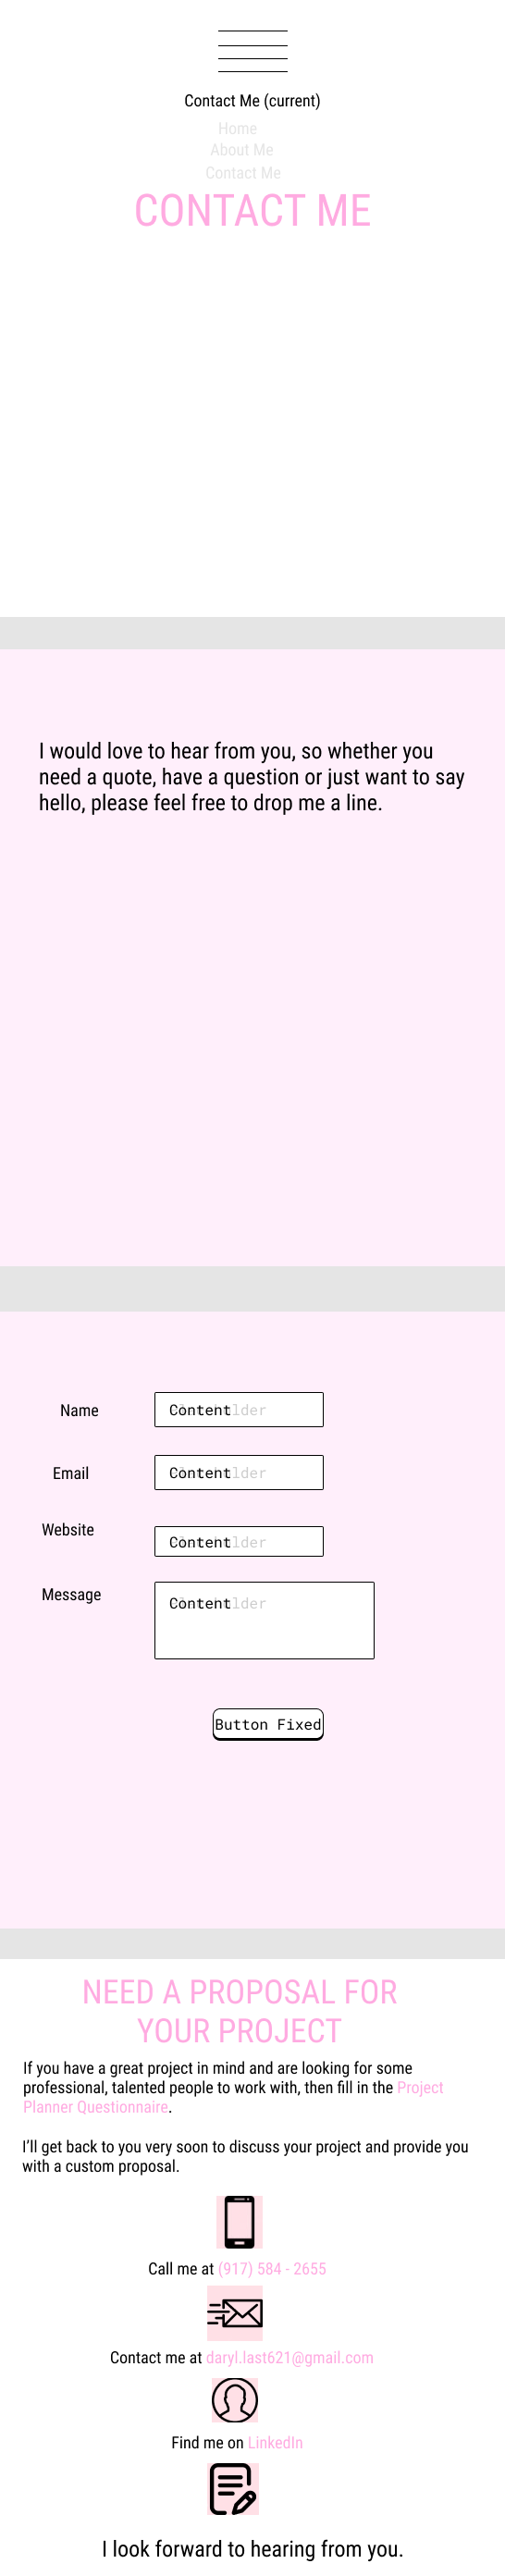 Contact Me (current)
Home
About Me
Contact Me
CONTACT ME
I would love to hear from you, so whether you
need a quote, have a question or just want to say
hello, please feel free to drop me a line.
Name
Content
Email
Content
Website
Content
Message
Content
Button Fixed
NEED A PROPOSAL FOR
YOUR PROJECT
If you have a great project in mind and are looking for some
professional, talented people to work with, then fill in the Project
Planner Questionnaire.
I'll get back to you very soon to discuss your project and provide you
with a custom proposal.
Call me at (917) 584 - 2655
Contact me at daryl.last621@gmail.com
Find me on LinkedIn
I look forward to hearing from you.